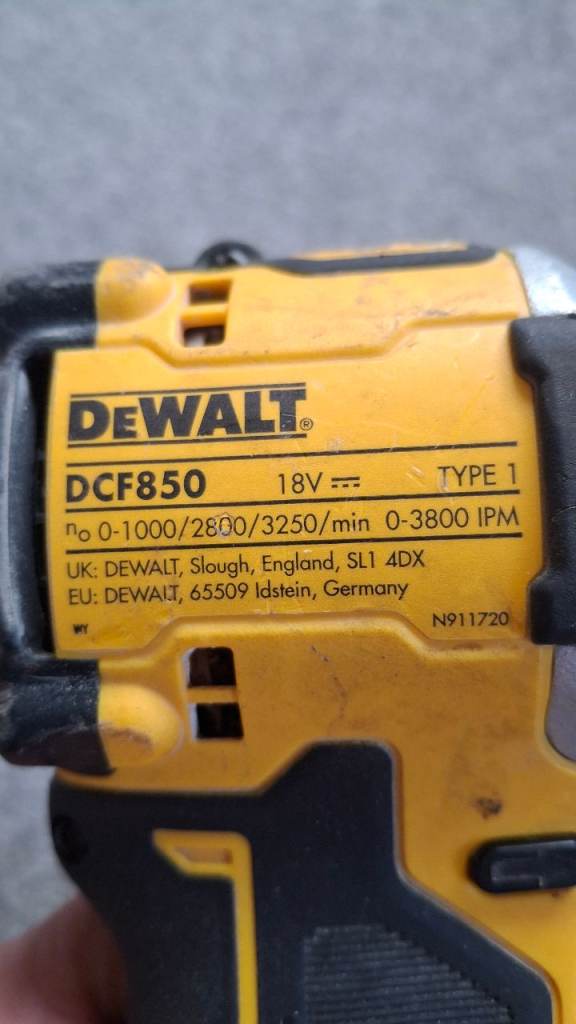 DEWALT®
DCF850 18V ⎓ TYPE 1
n₀ 0-1000/2800/3250/min 0-3800 IPM
UK: DEWALT, Slough, England, SL1 4DX
EU: DEWALT, 65509 Idstein, Germany
WY N911720